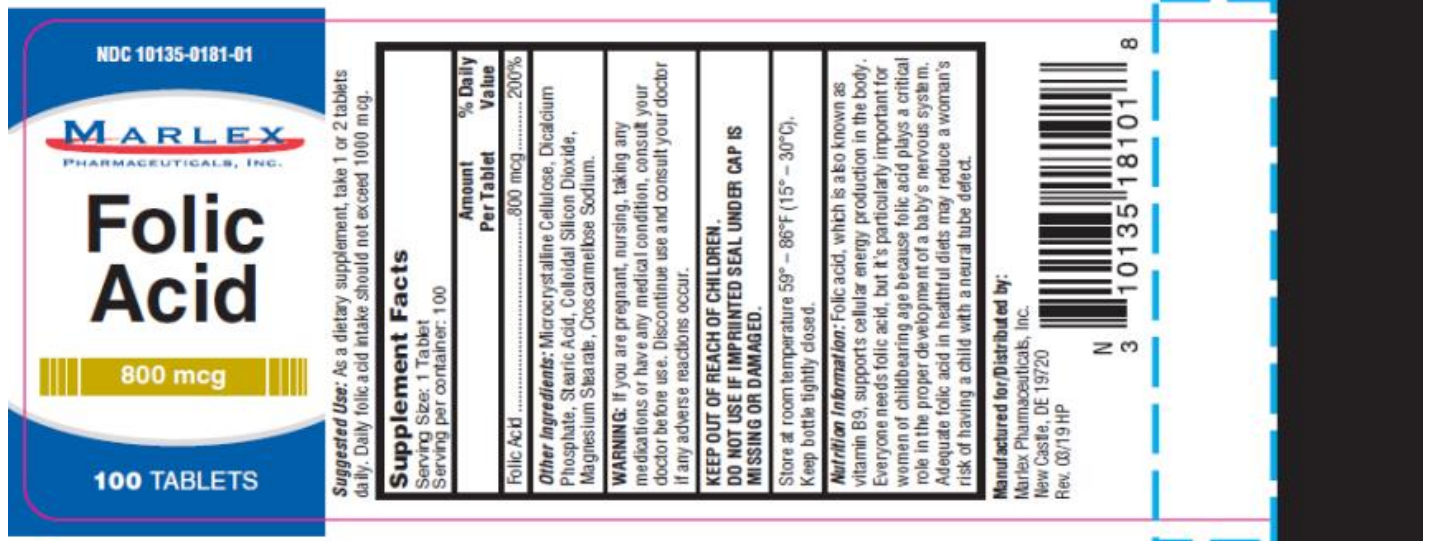 NDC 10135-0181-01
MARLEX
PHARMACEUTICALS, INC.
Folic
Acid
800 mcg
100 TABLETS
Suggested Use: As a dietary supplement, take 1 or 2 tablets
daily. Daily folic acid intake should not exceed 1000 mcg.
Supplement Facts
Serving Size: 1 Tablet
Serving per container: 100
Amount % Daily
Per Tablet Value
Folic Acid ..........................800 mcg............ 200%
Other Ingredients: Microcrystalline Cellulose, Dicalcium
Phosphate, Stearic Acid, Colloidal Silicon Dioxide,
Magnesium Stearate, Croscarmellose Sodium.
WARNING: If you are pregnant, nursing, taking any
medications or have any medical condition, consult your
doctor before use. Discontinue use and consult your doctor
if any adverse reactions occur.
KEEP OUT OF REACH OF CHILDREN.
DO NOT USE IF IMPRIINTED SEAL UNDER CAP IS
MISSING OR DAMAGED.
Store at room temperature 59° – 86°F (15° – 30°C).
Keep bottle tightly closed.
Nutrition Information: Folic acid, which is also known as
vitamin B9, supports cellular energy production in the body.
Everyone needs folic acid, but it's particularly important for
women of childbearing age because folic acid plays a critical
role in the proper development of a baby's nervous system.
Adequate folic acid in healthful diets may reduce a woman's
risk of having a child with a neural tube defect.
Manufactured for/Distributed by:
Marlex Pharmaceuticals, Inc.
New Castle, DE 19720
Rev. 03/19 HP
N
3 10135 18101 8